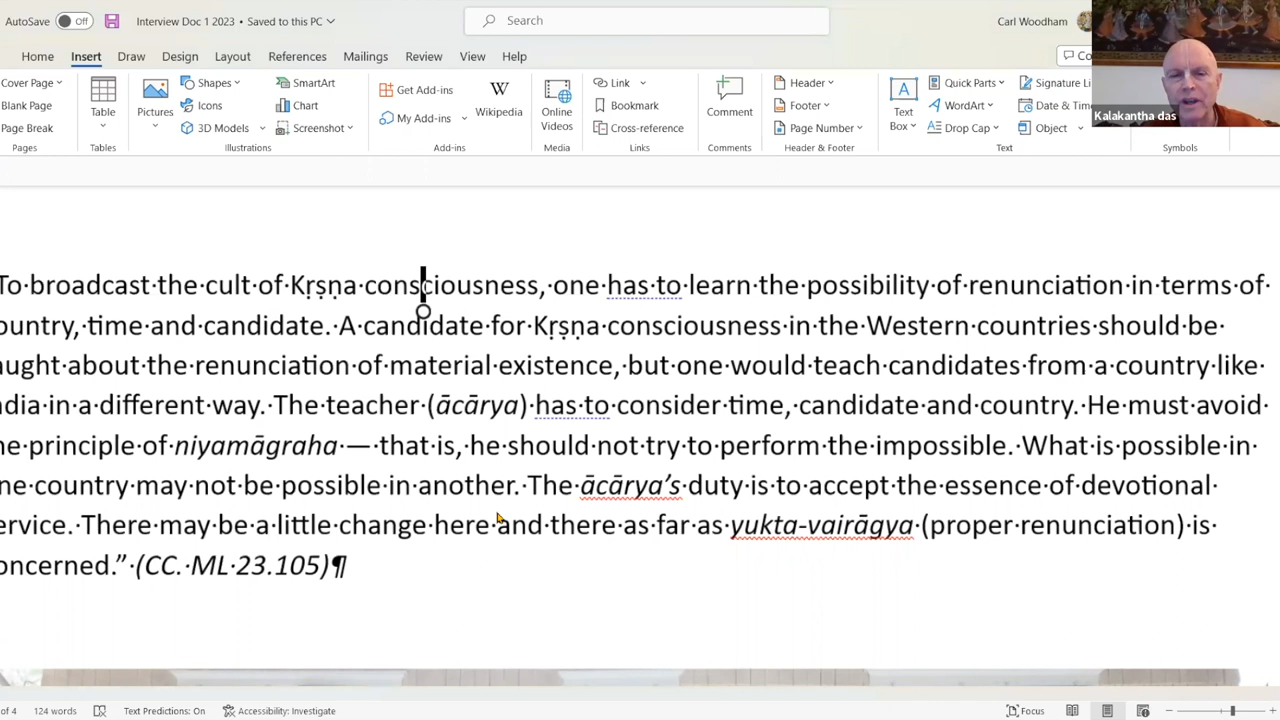 AutoSave Off Interview Doc 1 2023 • Saved to this PC Search Carl Woodham
Home Insert Draw Design Layout References Mailings Review View Help Co
Cover Page Blank Page Page Break Pages
Table Tables
Pictures Shapes Icons 3D Models SmartArt Chart Screenshot Illustrations
Get Add-ins My Add-ins Wikipedia Add-ins
Online Videos Media
Link Bookmark Cross-reference Links
Comment Comments
Header Footer Page Number Header & Footer
Text Box Quick Parts WordArt Drop Cap Signature Li Date & Time Object Text
Symbols
Kalakantha das
To·broadcast·the·cult·of·Kṛṣṇa·consciousness,·one·has·to·learn·the·possibility·of·renunciation·in·terms·of·
ountry,·time·and·candidate.·A·candidate·for·Kṛṣṇa·consciousness·in·the·Western·countries·should·be·
aught·about·the·renunciation·of·material·existence,·but·one·would·teach·candidates·from·a·country·like·
ndia·in·a·different·way.·The·teacher·(ācārya)·has·to·consider·time,·candidate·and·country.·He·must·avoid·
he·principle·of·niyamāgraha·—·that·is,·he·should·not·try·to·perform·the·impossible.·What·is·possible·in·
ne·country·may·not·be·possible·in·another.·The·ācārya’s·duty·is·to·accept·the·essence·of·devotional·
ervice.·There·may·be·a·little·change·here·and·there·as·far·as·yukta-vairāgya·(proper·renunciation)·is·
oncerned.”·(CC.·ML·23.105)¶
of 4 124 words Text Predictions: On Accessibility: Investigate Focus